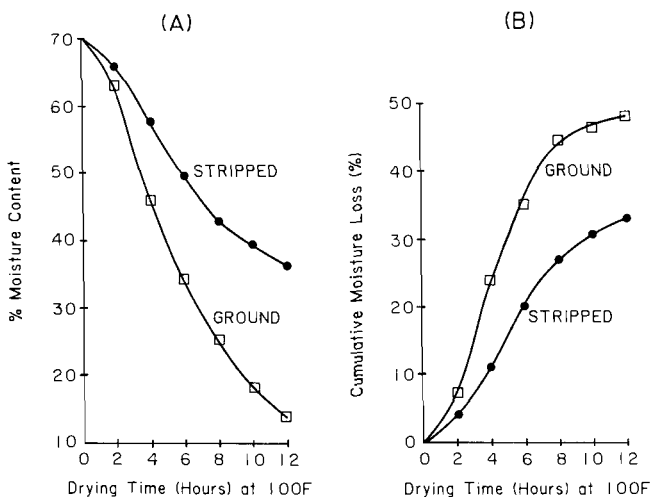 (A)
70
60
50
40
30
20
10
% Moisture Content
STRIPPED
GROUND
0 2 4 6 8 10 12
Drying Time (Hours) at 100F
(B)
50
40
30
20
10
0
Cumulative Moisture Loss (%)
GROUND
STRIPPED
0 2 4 6 8 10 12
Drying Time (Hours) at 100F